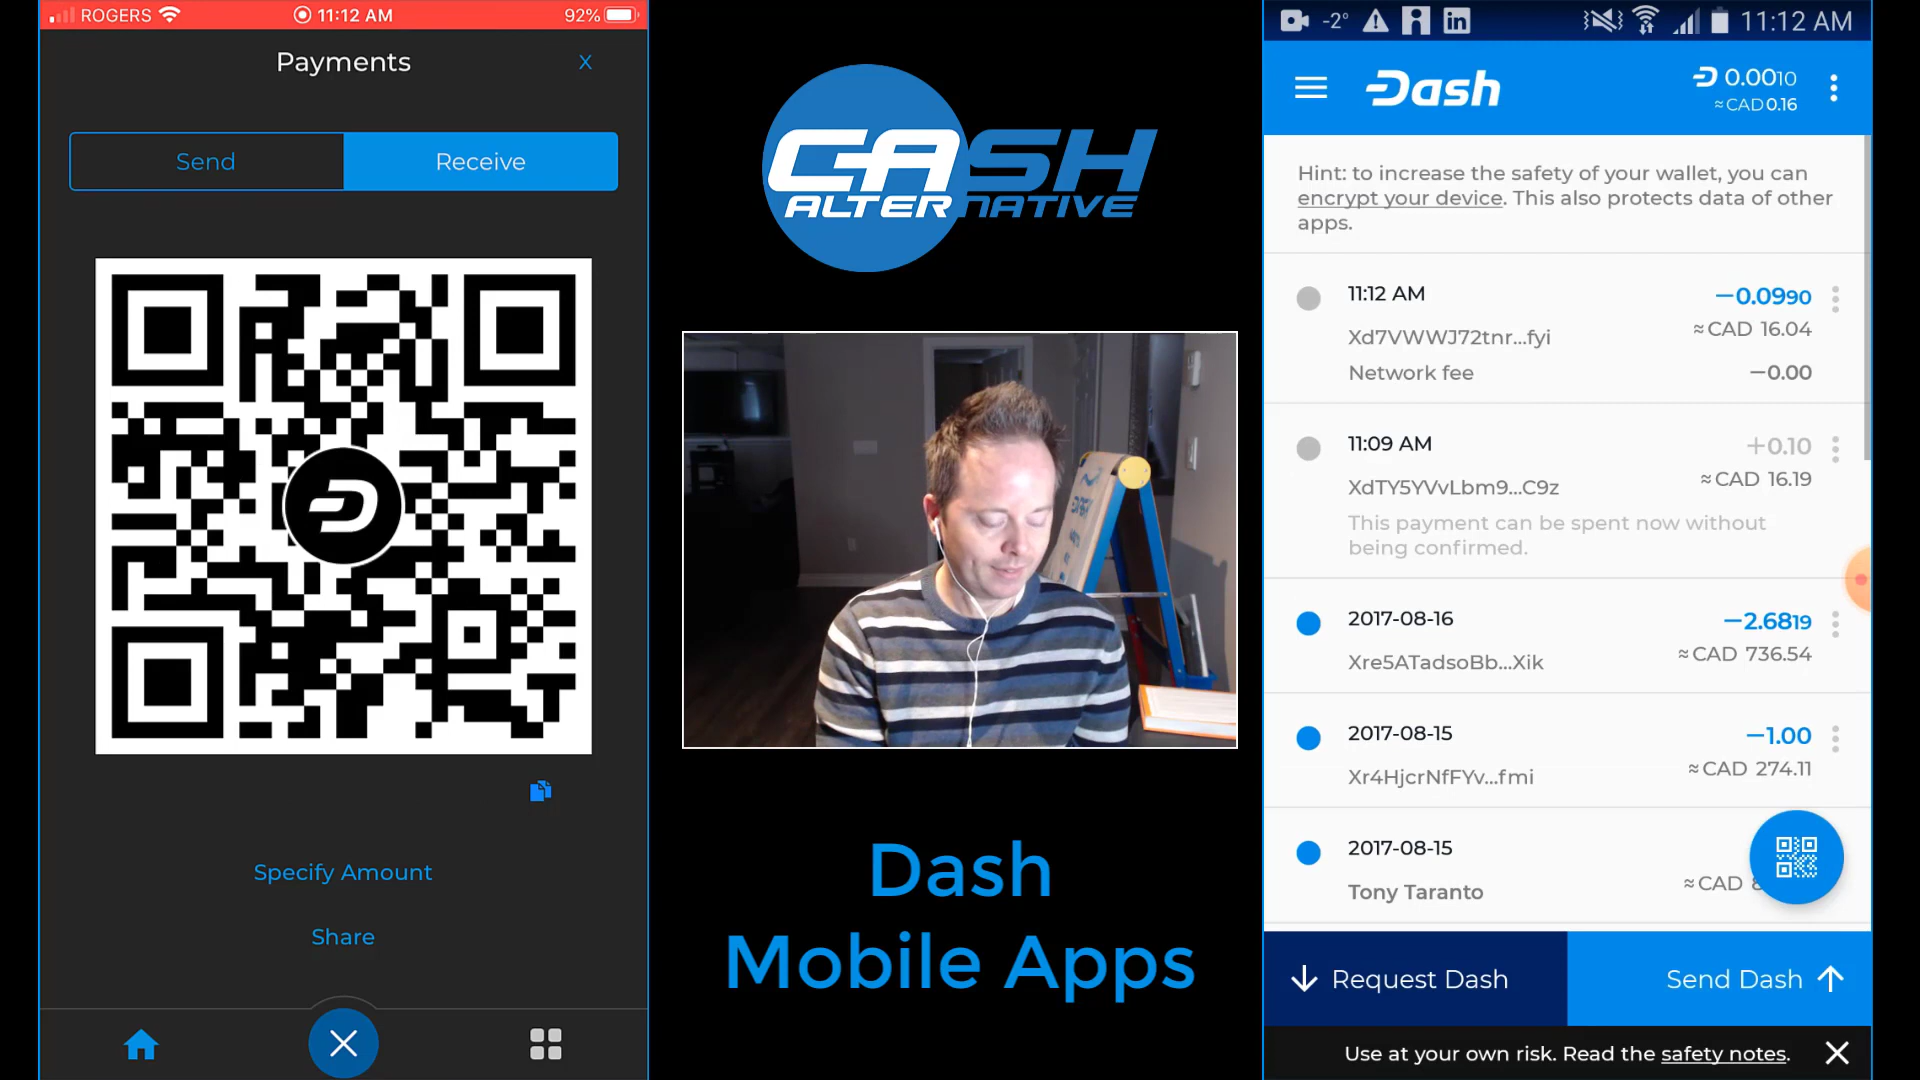 ROGERS 11:12 AM 92%
Payments X
Send Receive
Specify Amount
Share
CASH
ALTERNATIVE
Dash
Mobile Apps
-2° 11:12 AM
Dash 0.0010
≈ CAD 0.16
Hint: to increase the safety of your wallet, you can
encrypt your device. This also protects data of other
apps.
11:12 AM −0.0990
≈ CAD 16.04
Xd7VWWJ72tnr...fyi
Network fee −0.00
11:09 AM +0.10
≈ CAD 16.19
XdTY5YVvLbm9...C9z
This payment can be spent now without
being confirmed.
2017-08-16 −2.6819
≈ CAD 736.54
Xre5ATadsoBb...Xik
2017-08-15 −1.00
≈ CAD 274.11
Xr4HjcrNfFYv...fmi
2017-08-15
≈ CAD
Tony Taranto
Request Dash Send Dash
Use at your own risk. Read the safety notes.